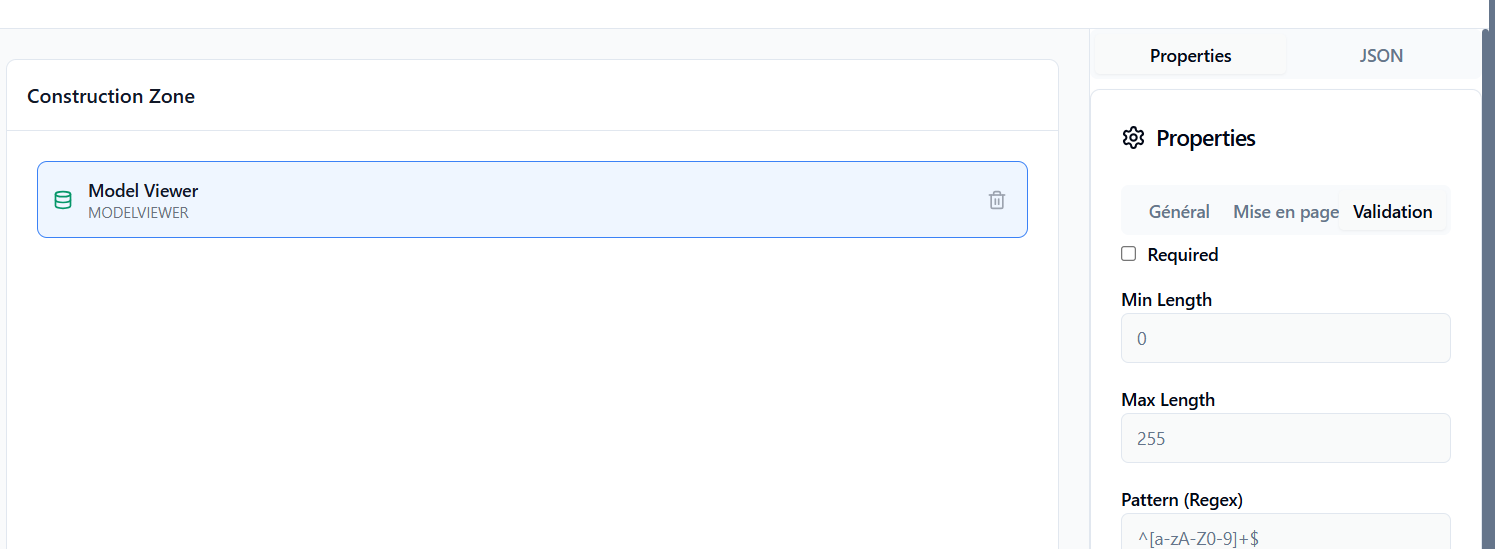 Properties
JSON
Construction Zone
Properties
Model Viewer
MODELVIEWER
Général
Mise en page
Validation
Required
Min Length
0
Max Length
255
Pattern (Regex)
^[a-zA-Z0-9]+$